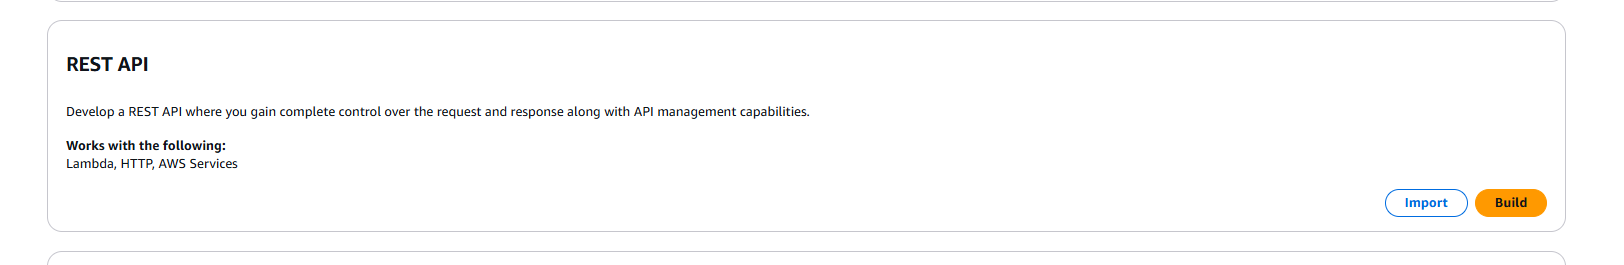 REST API
Develop a REST API where you gain complete control over the request and response along with API management capabilities.
Works with the following:
Lambda, HTTP, AWS Services
Import
Build